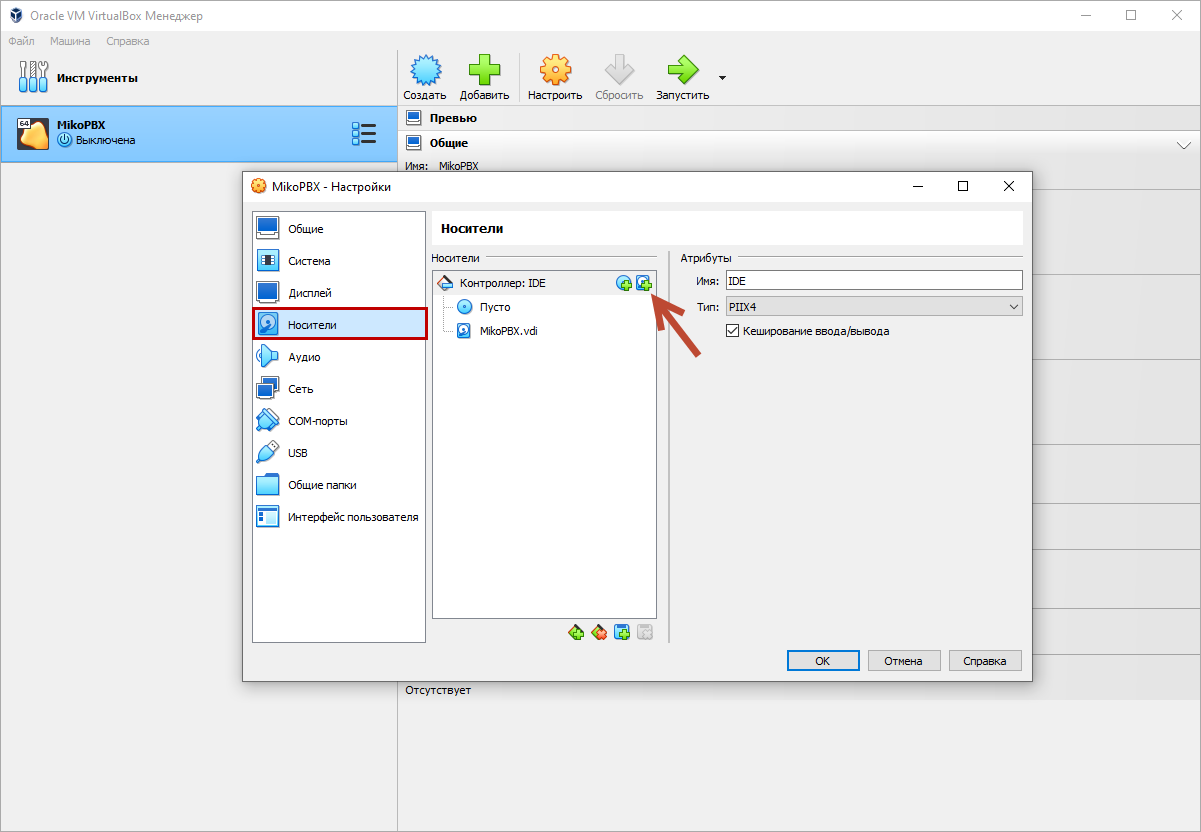 Oracle VM VirtualBox Менеджер
Файл Машина Справка
Инструменты
Создать Добавить Настроить Сбросить Запустить
64
MikoPBX
Выключена
Превью
Общие
Имя: MikoPBX
MikoPBX - Настройки
Общие
Система
Дисплей
Носители
Аудио
Сеть
COM-порты
USB
Общие папки
Интерфейс пользователя
Носители
Носители
Контроллер: IDE
Пусто
MikoPBX.vdi
Атрибуты
Имя: IDE
Тип: PIIX4
Кеширование ввода/вывода
OK Отмена Справка
Отсутствует